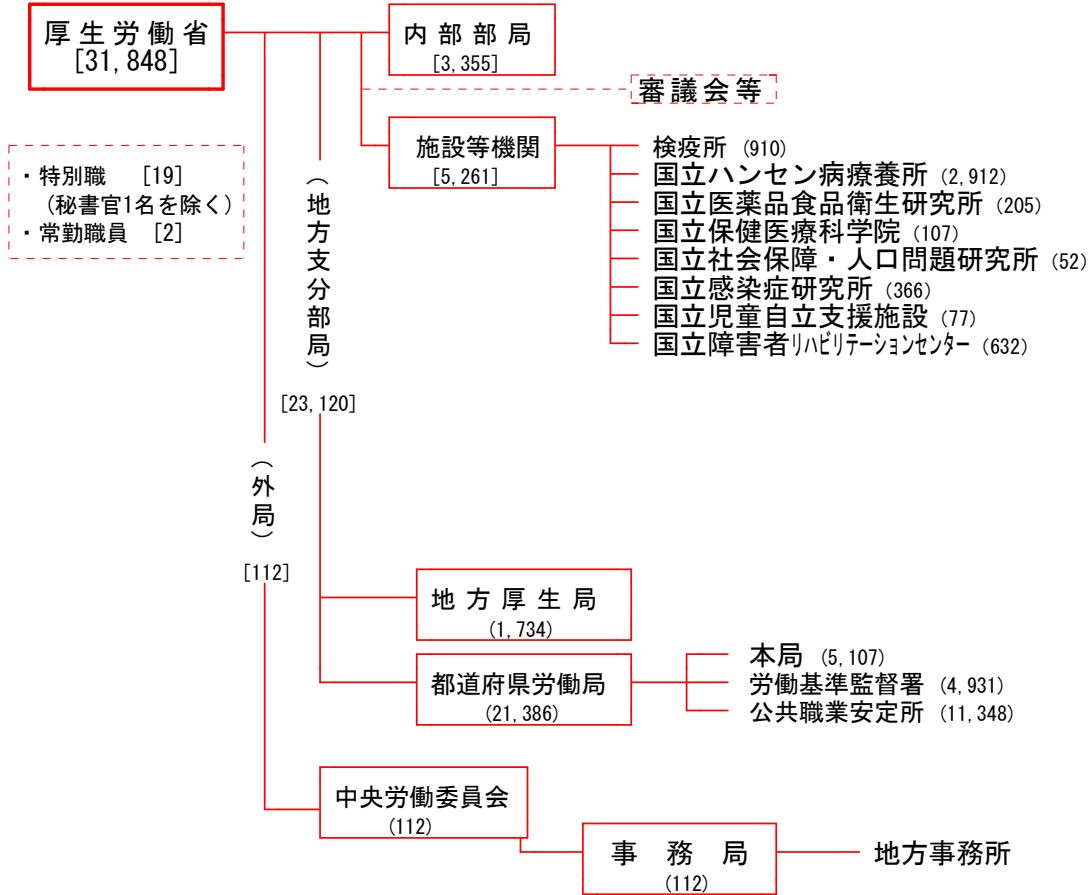 厚生労働省
[31,848]
内部部局
[3,355]
審議会等
施設等機関
[5,261]
検疫所 (910)
国立ハンセン病療養所 (2,912)
国立医薬品食品衛生研究所 (205)
国立保健医療科学院 (107)
国立社会保障・人口問題研究所 (52)
国立感染症研究所 (366)
国立児童自立支援施設 (77)
国立障害者リハビリテーションセンター (632)
・特別職 [19]
(秘書官1名を除く)
・常勤職員 [2]
(地方支分部局)
[23,120]
(外局)
[112]
地方厚生局
(1,734)
都道府県労働局
(21,386)
本局 (5,107)
労働基準監督署 (4,931)
公共職業安定所 (11,348)
中央労働委員会
(112)
事務局
(112)
地方事務所